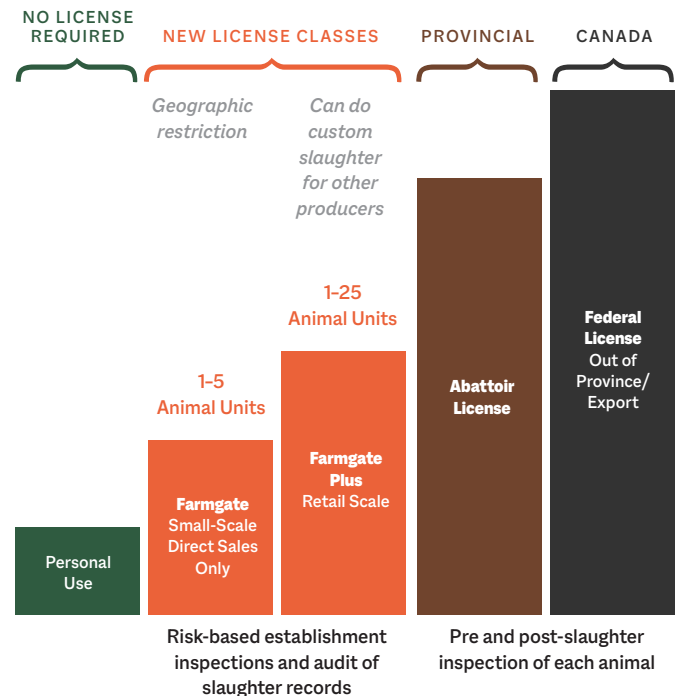 NO LICENSE
REQUIRED
NEW LICENSE CLASSES
PROVINCIAL
CANADA
Geographic
restriction
Can do
custom
slaughter
for other
producers
1–5
Animal Units
1–25
Animal Units
Personal
Use
Farmgate
Small-Scale
Direct Sales
Only
Farmgate
Plus
Retail Scale
Abattoir
License
Federal
License
Out of
Province/
Export
Risk-based establishment
inspections and audit of
slaughter records
Pre and post-slaughter
inspection of each animal